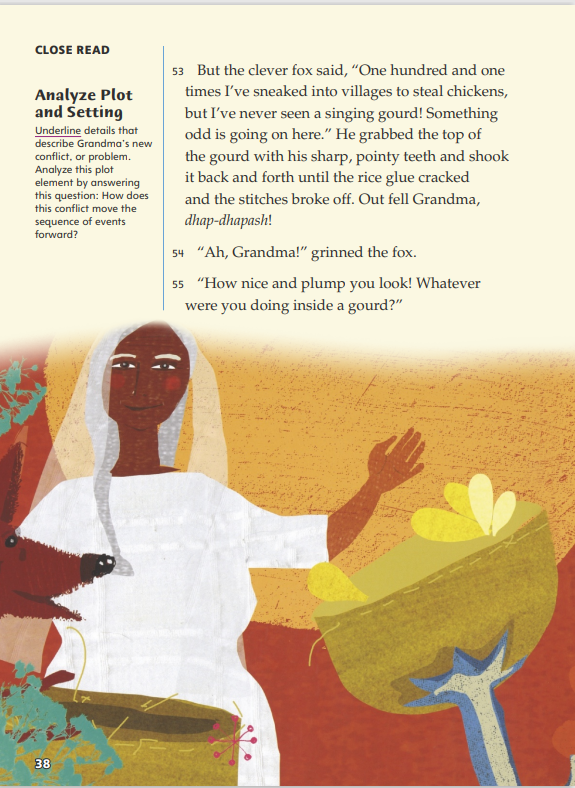 CLOSE READ
Analyze Plot
and Setting
Underline details that
describe Grandma's new
conflict, or problem.
Analyze this plot
element by answering
this question: How does
this conflict move the
sequence of events
forward?
53 But the clever fox said, “One hundred and one
times I've sneaked into villages to steal chickens,
but I've never seen a singing gourd! Something
odd is going on here.” He grabbed the top of
the gourd with his sharp, pointy teeth and shook
it back and forth until the rice glue cracked
and the stitches broke off. Out fell Grandma,
dhap-dhapash!
54 “Ah, Grandma!” grinned the fox.
55 “How nice and plump you look! Whatever
were you doing inside a gourd?”
38